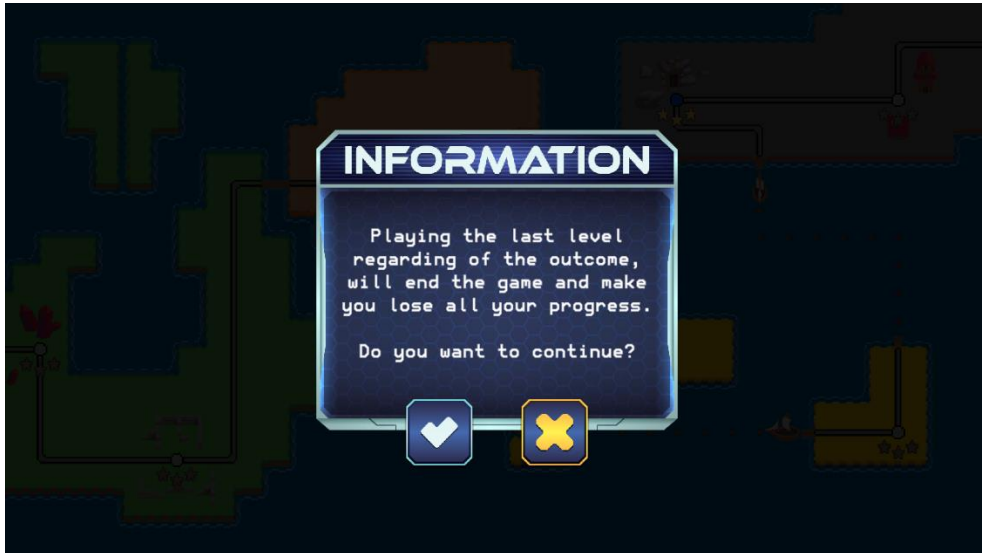 INFORMATION
Playing the last level
regarding of the outcome,
will end the game and make
you lose all your progress.
Do you want to continue?